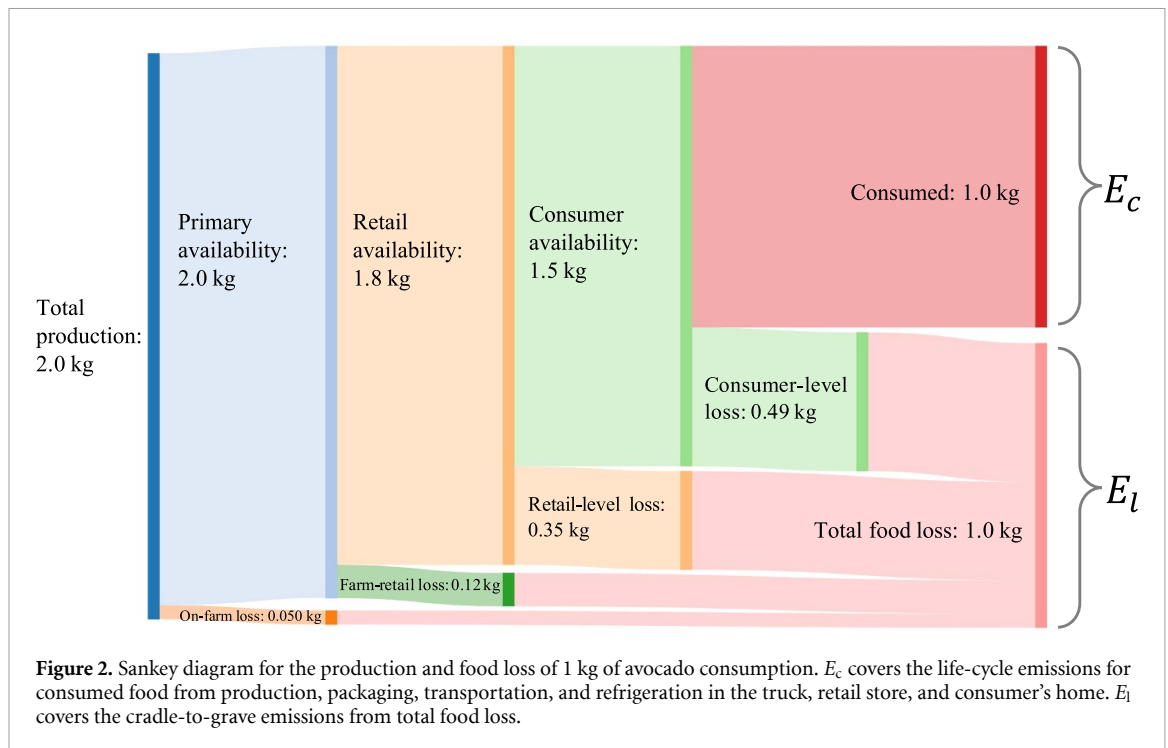 Total
production:
2.0 kg
Primary
availability:
2.0 kg
Retail
availability:
1.8 kg
Consumer
availability:
1.5 kg
Consumed: 1.0 kg
E_c
Consumer-level
loss: 0.49 kg
Retail-level loss:
0.35 kg
Total food loss: 1.0 kg
E_l
Farm-retail loss: 0.12 kg
On-farm loss: 0.050 kg
Figure 2. Sankey diagram for the production and food loss of 1 kg of avocado consumption. E_c covers the life-cycle emissions for
consumed food from production, packaging, transportation, and refrigeration in the truck, retail store, and consumer's home. E_l
covers the cradle-to-grave emissions from total food loss.